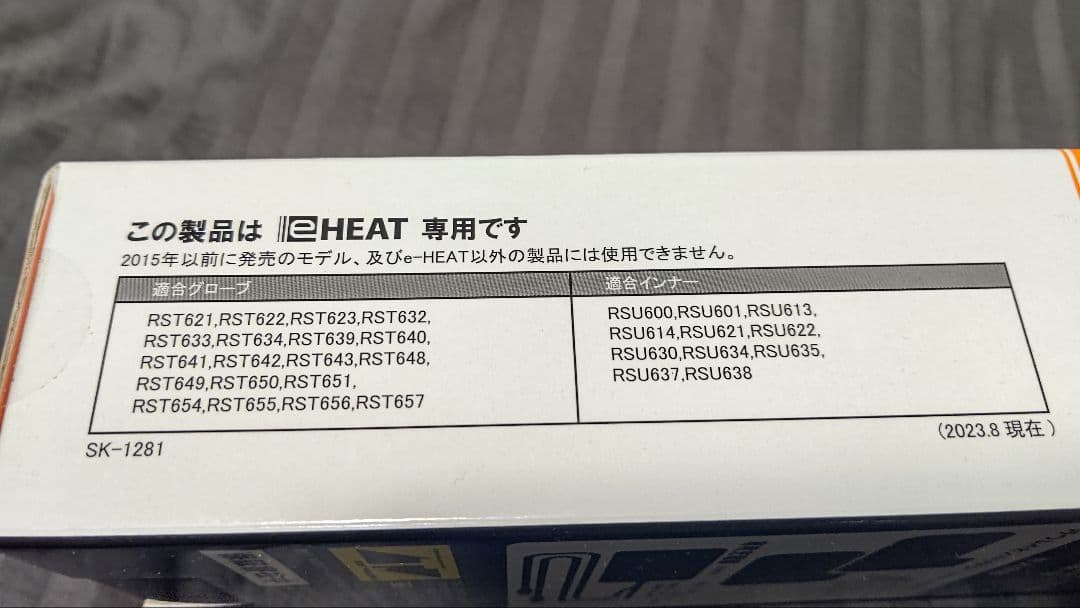 この製品は eHEAT 専用です
2015年以前に発売のモデル、及びe-HEAT以外の製品には使用できません。
適合グローブ
RST621,RST622,RST623,RST632,
RST633,RST634,RST639,RST640,
RST641,RST642,RST643,RST648,
RST649,RST650,RST651,
RST654,RST655,RST656,RST657
適合インナー
RSU600,RSU601,RSU613,
RSU614,RSU621,RSU622,
RSU630,RSU634,RSU635,
RSU637,RSU638
SK-1281
(2023.8 現在)